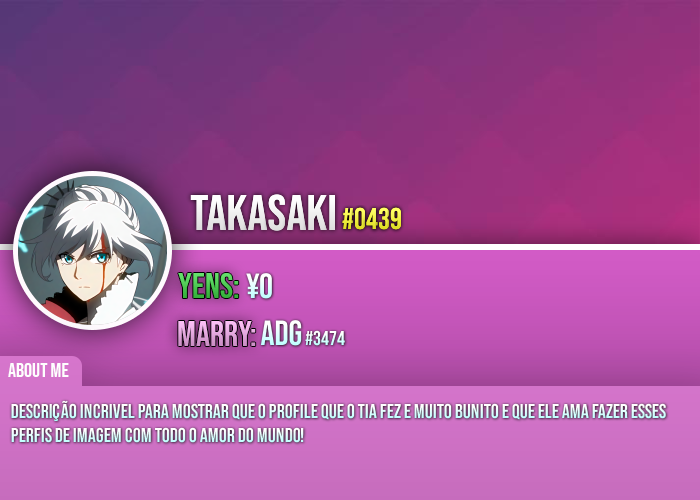 TAKASAKI #0439
YENS: ¥0
MARRY: ADG #3474
ABOUT ME
DESCRIÇÃO INCRIVEL PARA MOSTRAR QUE O PROFILE QUE O TIA FEZ E MUITO BUNITO E QUE ELE AMA FAZER ESSES
PERFIS DE IMAGEM COM TODO O AMOR DO MUNDO!